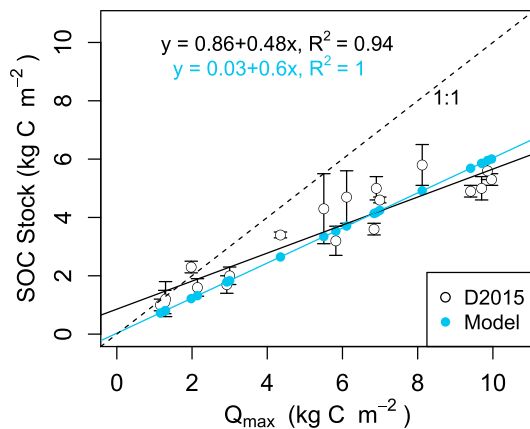 y = 0.86+0.48x, R² = 0.94
y = 0.03+0.6x, R² = 1
1:1
SOC Stock (kg C m⁻²)
10
8
6
4
2
0
D2015
Model
0 2 4 6 8 10
Qmax (kg C m⁻²)